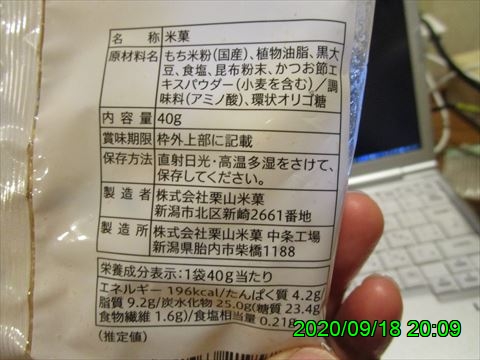 名称 米菓
原材料名 もち米粉(国産)、植物油脂、黒大
豆、食塩、昆布粉末、かつお節エ
キスパウダー(小麦を含む)/調
味料(アミノ酸)、環状オリゴ糖
内容量 40g
賞味期限 枠外上部に記載
保存方法 直射日光・高温多湿をさけて、
保存してください。
製造者 株式会社栗山米菓
新潟市北区新崎2661番地
製造所 株式会社栗山米菓 中条工場
新潟県胎内市柴橋1188
栄養成分表示:1袋40g当たり
エネルギー 196kcal/たんぱく質 4.2g
脂質 9.2g/炭水化物 25.0g(糖質 23.4g
食物繊維 1.6g)/食塩相当量 0.21g
(推定値)
2020/09/18 20:09